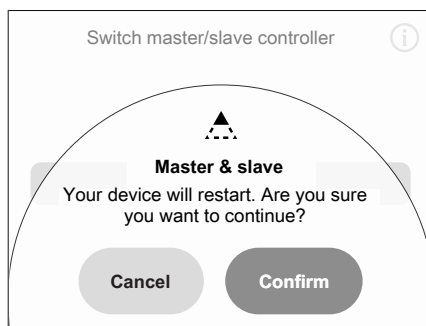 Switch master/slave controller
Master & slave
Your device will restart. Are you sure
you want to continue?
Cancel
Confirm